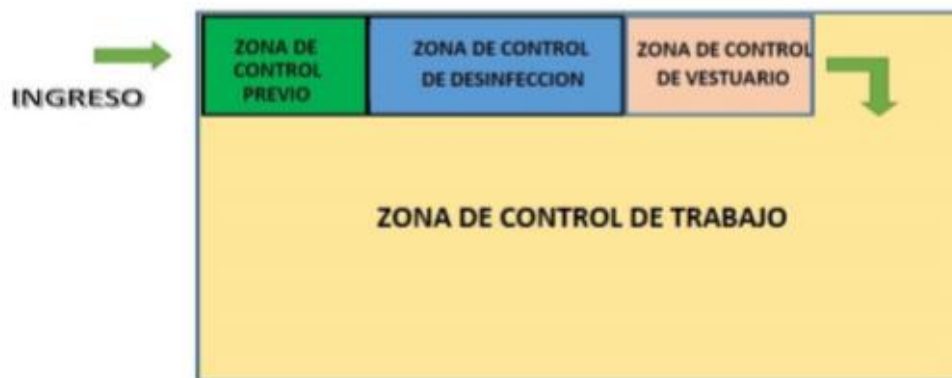 INGRESO
ZONA DE
CONTROL
PREVIO
ZONA DE CONTROL
DE DESINFECCION
ZONA DE CONTROL
DE VESTUARIO
ZONA DE CONTROL DE TRABAJO